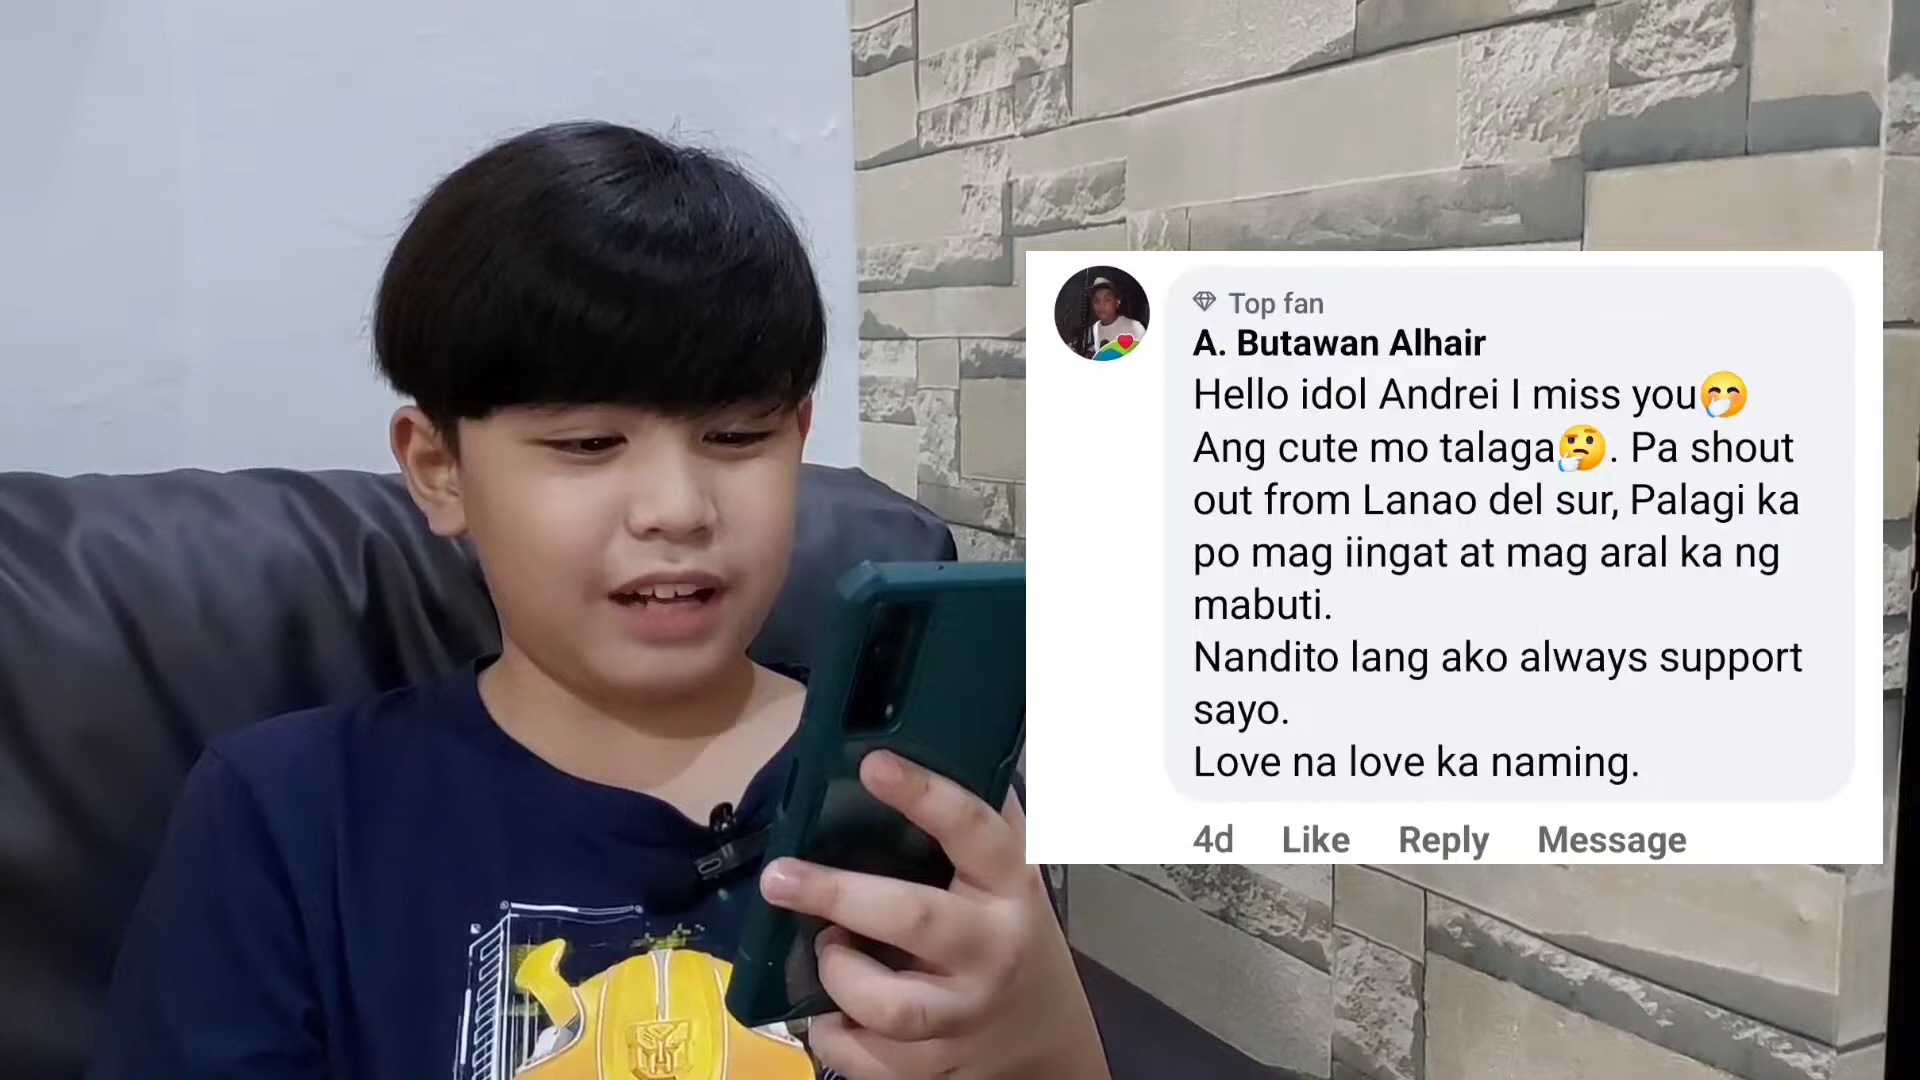 Top fan
A. Butawan Alhair
Hello idol Andrei I miss you🤭
Ang cute mo talaga🤔. Pa shout
out from Lanao del sur, Palagi ka
po mag iingat at mag aral ka ng
mabuti.
Nandito lang ako always support
sayo.
Love na love ka naming.
4d Like Reply Message